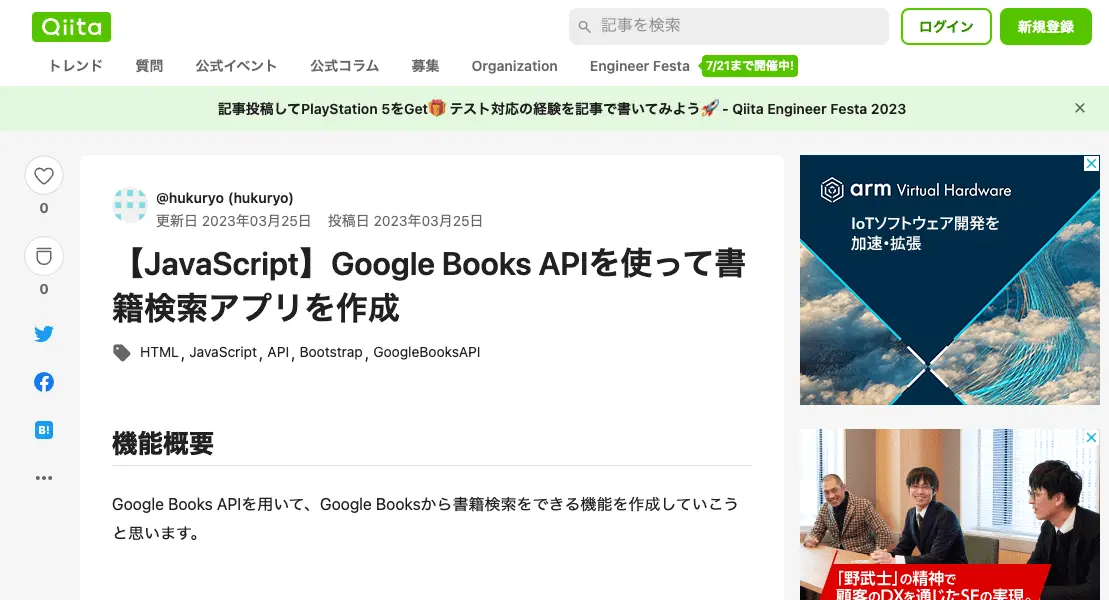 Qiita
記事を検索
ログイン
新規登録
トレンド 質問 公式イベント 公式コラム 募集 Organization Engineer Festa 7/21まで開催中!
記事投稿してPlayStation 5をGet🎁 テスト対応の経験を記事で書いてみよう🚀 - Qiita Engineer Festa 2023
0
0
B!
@hukuryo (hukuryo)
更新日 2023年03月25日 投稿日 2023年03月25日
【JavaScript】Google Books APIを使って書
籍検索アプリを作成
HTML, JavaScript, API, Bootstrap, GoogleBooksAPI
機能概要
Google Books APIを用いて、Google Booksから書籍検索をできる機能を作成していこう
と思います。
arm Virtual Hardware
IoTソフトウェア開発を
加速・拡張
「野武士」の精神で
顧客のDXを通じたSEの実現。